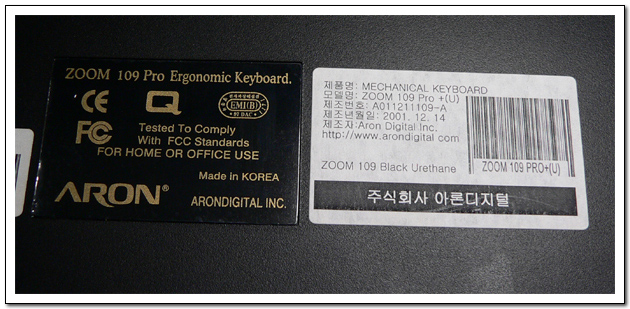 ZOOM 109 Pro Ergonomic Keyboard.
CE Q EMI(B)
FC Tested To Comply
With FCC Standards
FOR HOME OR OFFICE USE
Made in KOREA
ARON® ARONDIGITAL INC.
제품명: MECHANICAL KEYBOARD
모델명: ZOOM 109 Pro +(U)
제조번호: A011211109-A
제조년월일: 2001. 12. 14
제조자:Aron Digital Inc.
http://www.arondigital.com
ZOOM 109 Black Urethane
ZOOM 109 PRO+(U)
주식회사 아론디지털